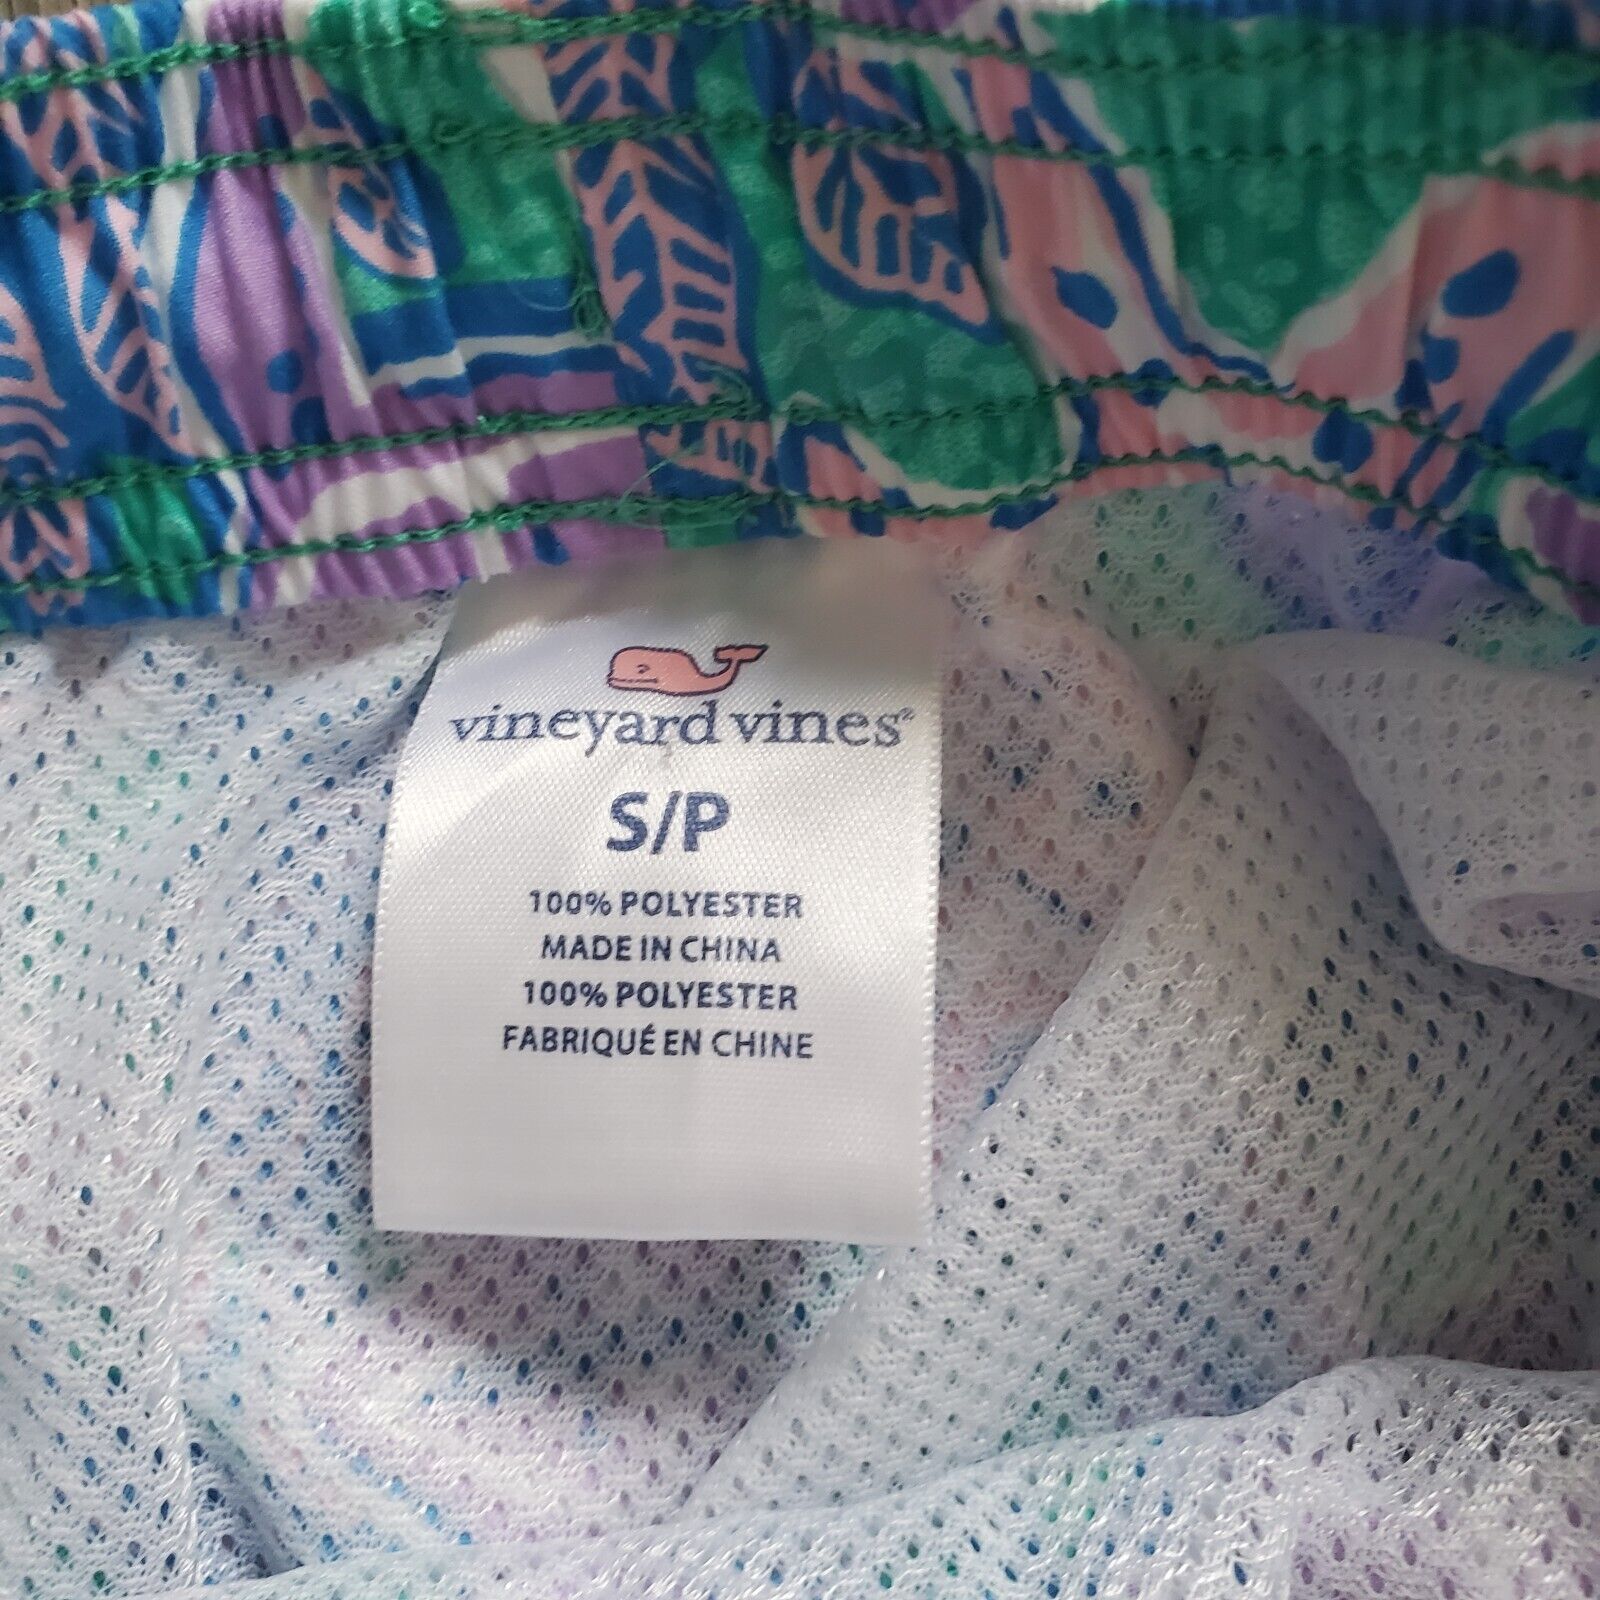 vineyard vines®
S/P
100% POLYESTER
MADE IN CHINA
100% POLYESTER
FABRIQUÉ EN CHINE